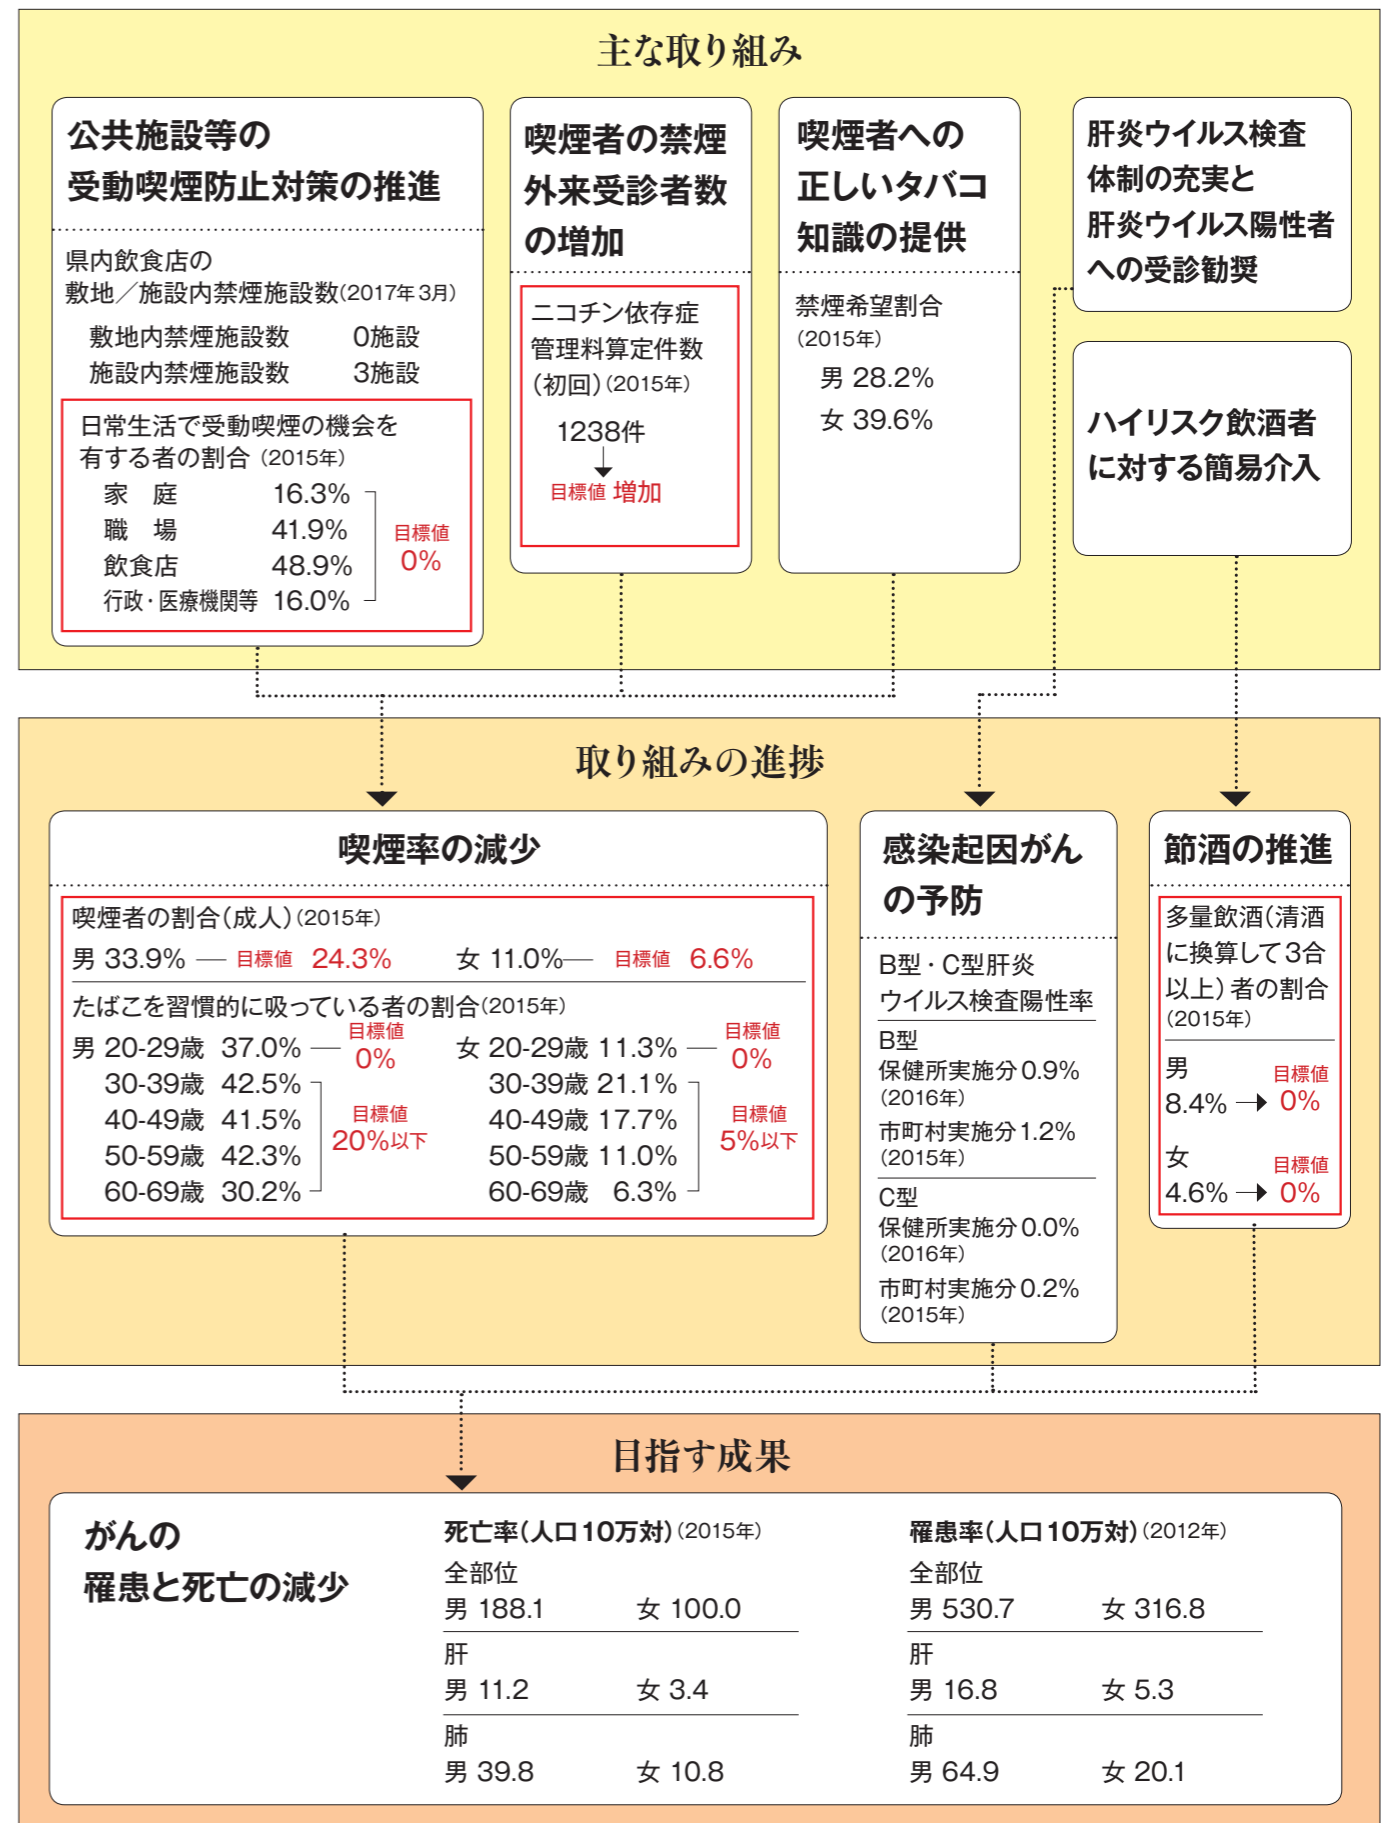 主な取り組み
公共施設等の
受動喫煙防止対策の推進
県内飲食店の
敷地／施設内禁煙施設数(2017年3月)
敷地内禁煙施設数 0施設
施設内禁煙施設数 3施設
日常生活で受動喫煙の機会を
有する者の割合（2015年）
家　庭 16.3%
職　場 41.9%
飲食店 48.9%
行政・医療機関等 16.0%
目標値
0%
喫煙者の禁煙
外来受診者数
の増加
ニコチン依存症
管理料算定件数
（初回）（2015年）
1238件
目標値 増加
喫煙者への
正しいタバコ
知識の提供
禁煙希望割合
（2015年）
男 28.2%
女 39.6%
肝炎ウイルス検査
体制の充実と
肝炎ウイルス陽性者
への受診勧奨
ハイリスク飲酒者
に対する簡易介入
取り組みの進捗
喫煙率の減少
喫煙者の割合（成人）（2015年）
男 33.9% 目標値 24.3% 女 11.0% 目標値 6.6%
たばこを習慣的に吸っている者の割合（2015年）
男 20-29歳 37.0% 目標値 0%
30-39歳 42.5%
40-49歳 41.5%
50-59歳 42.3%
60-69歳 30.2%
目標値
20%以下
女 20-29歳 11.3% 目標値 0%
30-39歳 21.1%
40-49歳 17.7%
50-59歳 11.0%
60-69歳 6.3%
目標値
5%以下
感染起因がん
の予防
B型・C型肝炎
ウイルス検査陽性率
B型
保健所実施分 0.9%
（2016年）
市町村実施分 1.2%
（2015年）
C型
保健所実施分 0.0%
（2016年）
市町村実施分 0.2%
（2015年）
節酒の推進
多量飲酒（清酒
に換算して3合
以上）者の割合
（2015年）
男 目標値
8.4% 0%
女 目標値
4.6% 0%
目指す成果
がんの
罹患と死亡の減少
死亡率（人口10万対）（2015年）
全部位
男 188.1 女 100.0
肝
男 11.2 女 3.4
肺
男 39.8 女 10.8
罹患率（人口10万対）（2012年）
全部位
男 530.7 女 316.8
肝
男 16.8 女 5.3
肺
男 64.9 女 20.1